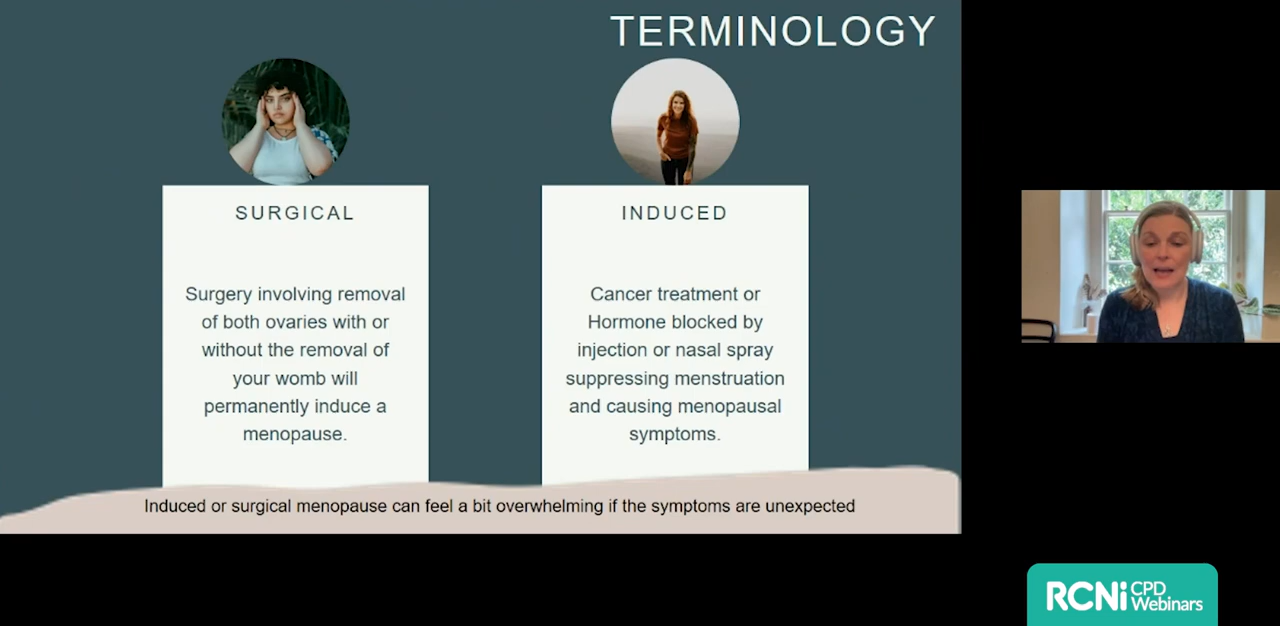 TERMINOLOGY
SURGICAL
Surgery involving removal
of both ovaries with or
without the removal of
your womb will
permanently induce a
menopause.
INDUCED
Cancer treatment or
Hormone blocked by
injection or nasal spray
suppressing menstruation
and causing menopausal
symptoms.
Induced or surgical menopause can feel a bit overwhelming if the symptoms are unexpected
RCNi CPD
Webinars